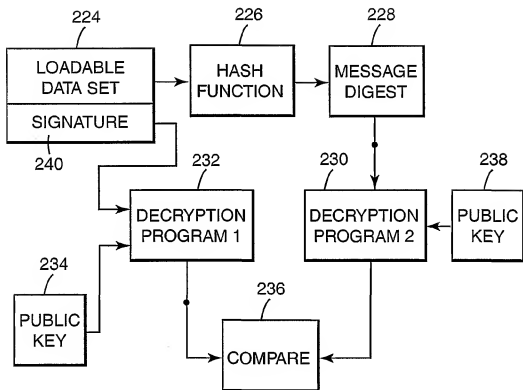 224
226
228
LOADABLE
DATA SET
HASH
FUNCTION
MESSAGE
DIGEST
SIGNATURE
240
232
230
238
DECRYPTION
PROGRAM 1
DECRYPTION
PROGRAM 2
PUBLIC
KEY
234
PUBLIC
KEY
236
COMPARE